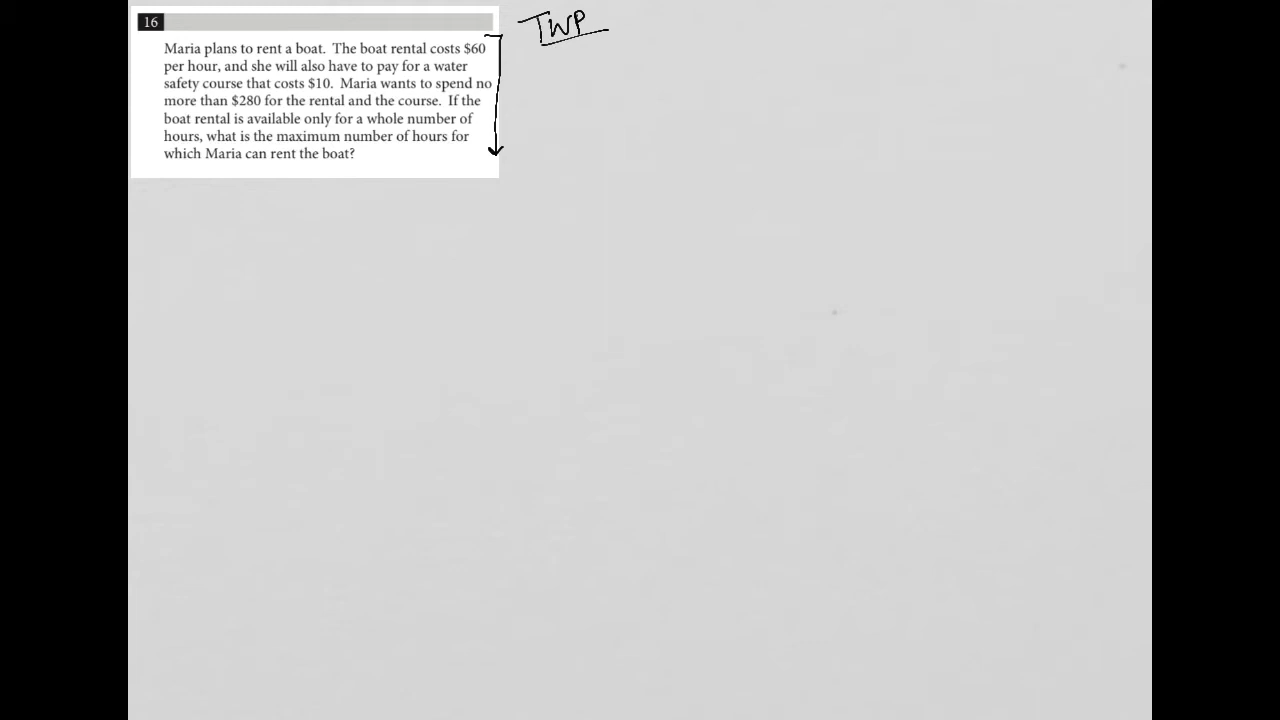 16
TWP
Maria plans to rent a boat. The boat rental costs $60
per hour, and she will also have to pay for a water
safety course that costs $10. Maria wants to spend no
more than $280 for the rental and the course. If the
boat rental is available only for a whole number of
hours, what is the maximum number of hours for
which Maria can rent the boat?